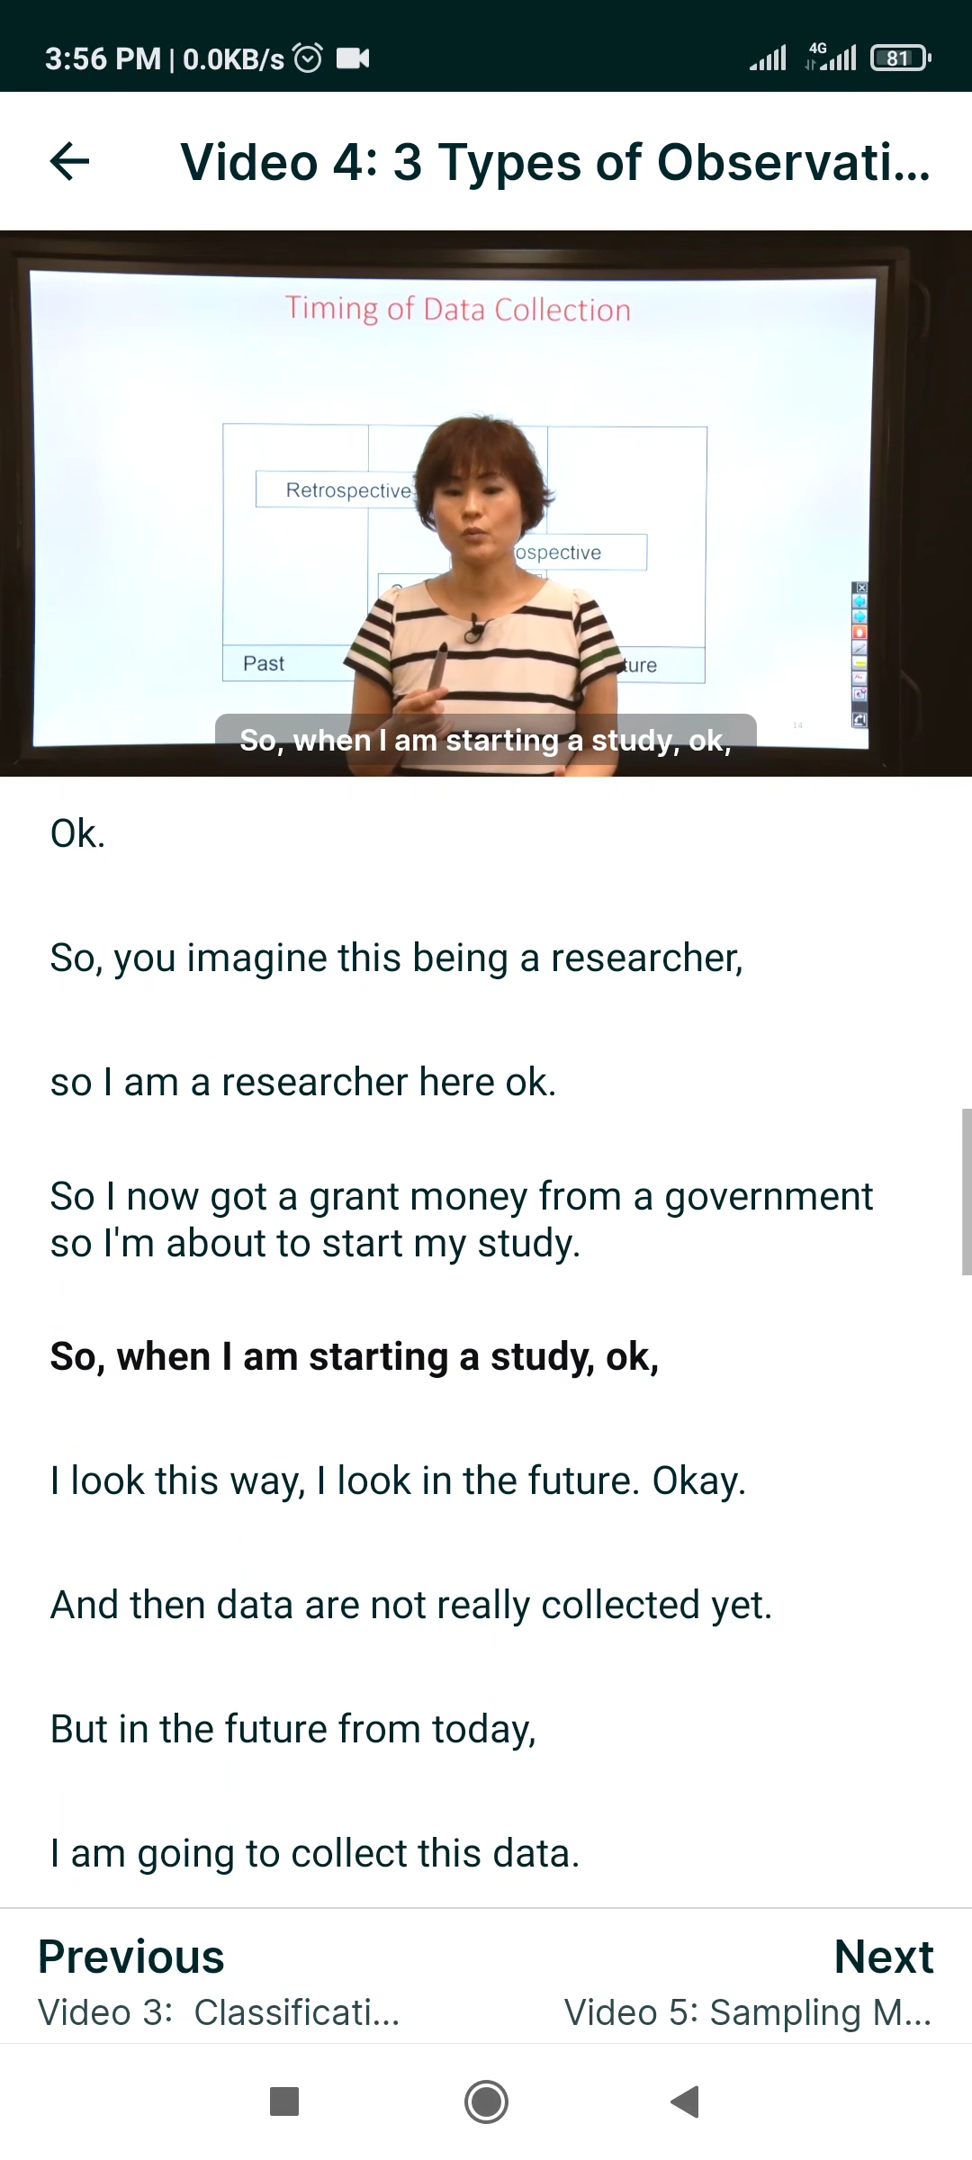 3:56 PM | 0.0KB/s
4G
81
Video 4: 3 Types of Observati...
Timing of Data Collection
Retrospective
ospective
Past
ture
14
So, when I am starting a study, ok,
Ok.
So, you imagine this being a researcher,
so I am a researcher here ok.
So I now got a grant money from a government
so I'm about to start my study.
So, when I am starting a study, ok,
I look this way, I look in the future. Okay.
And then data are not really collected yet.
But in the future from today,
I am going to collect this data.
Previous
Next
Video 3: Classificati...
Video 5: Sampling M...